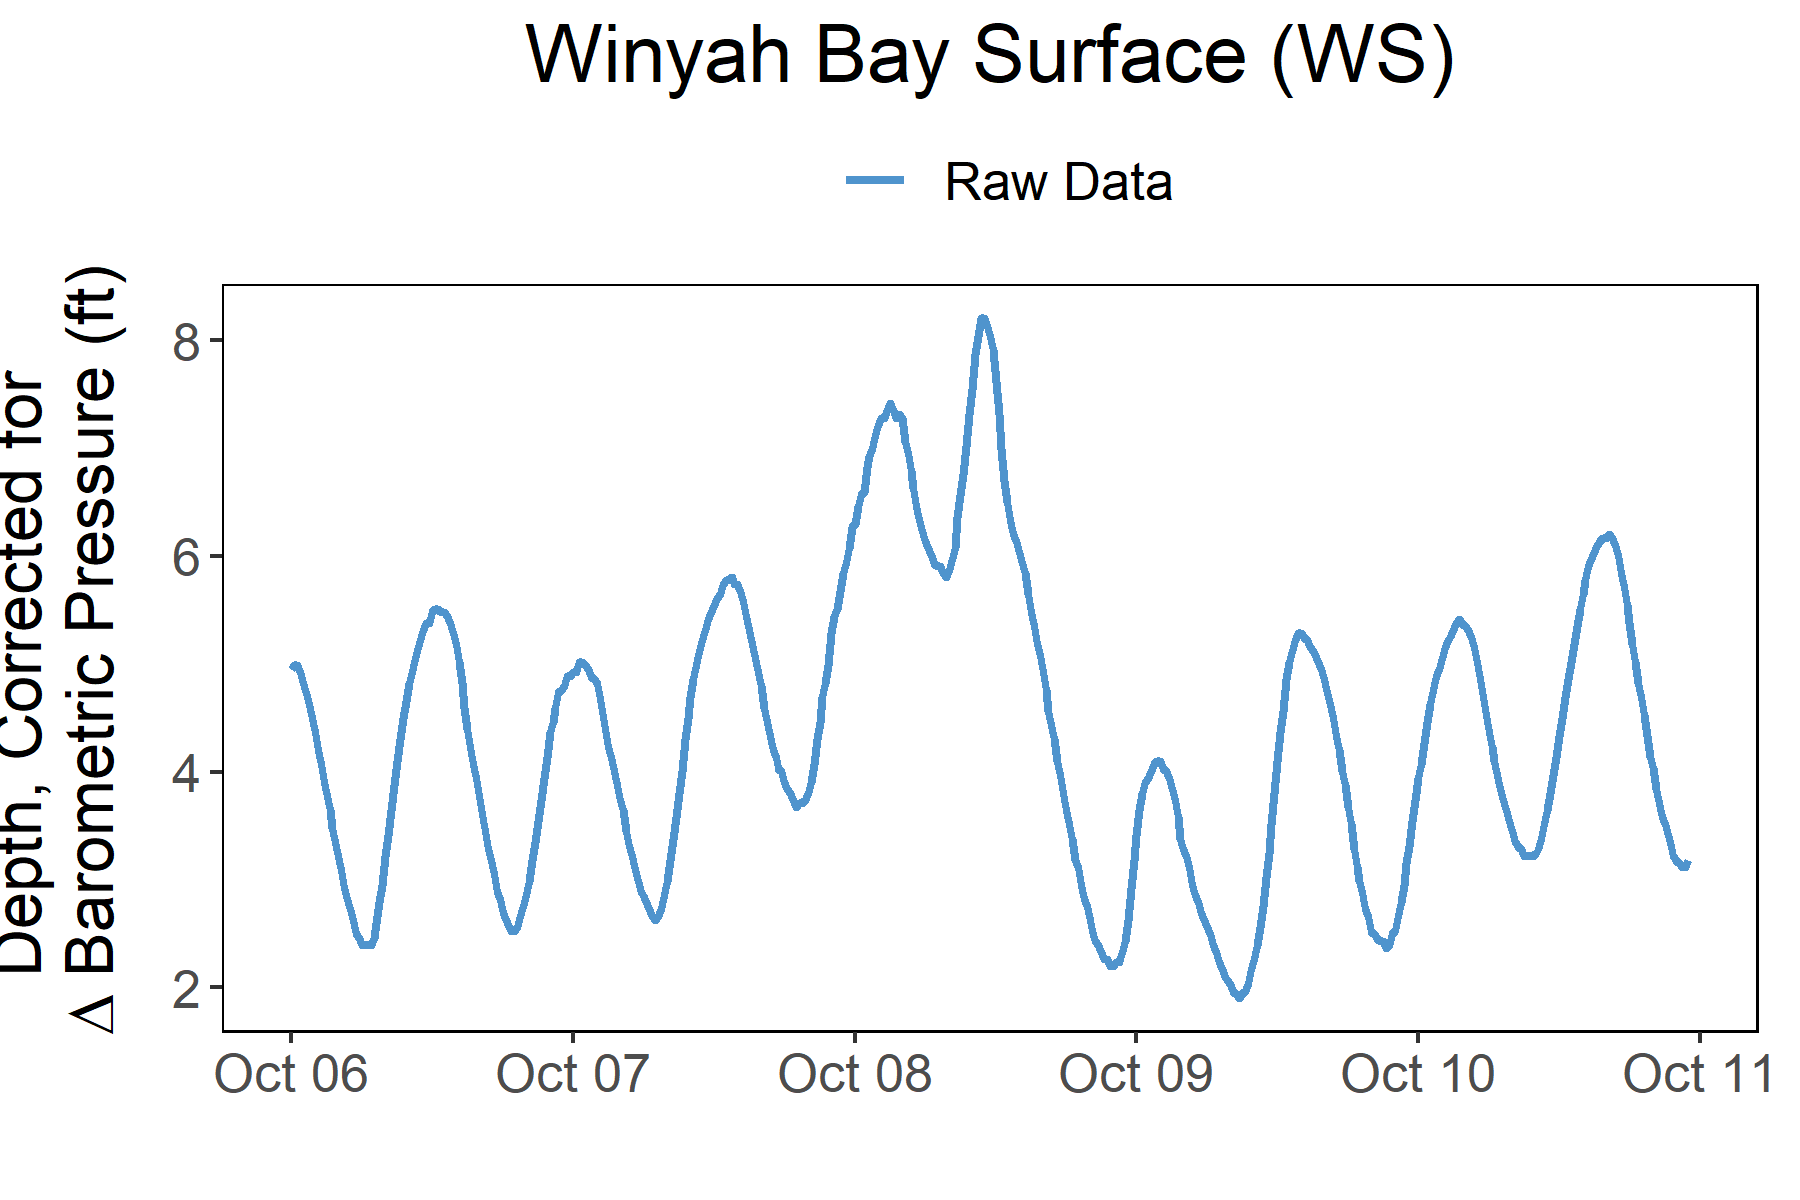 Winyah Bay Surface (WS)
Raw Data
Depth, Corrected for
Δ Barometric Pressure (ft)
8
6
4
2
Oct 06
Oct 07
Oct 08
Oct 09
Oct 10
Oct 11